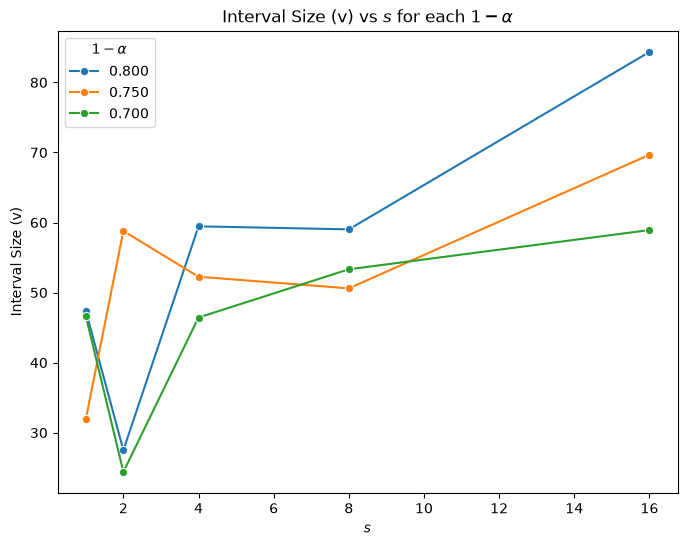 Interval Size (v) vs s for each 1 − α
1 − α
0.800
0.750
0.700
Interval Size (v)
80
70
60
50
40
30
2 4 6 8 10 12 14 16
s